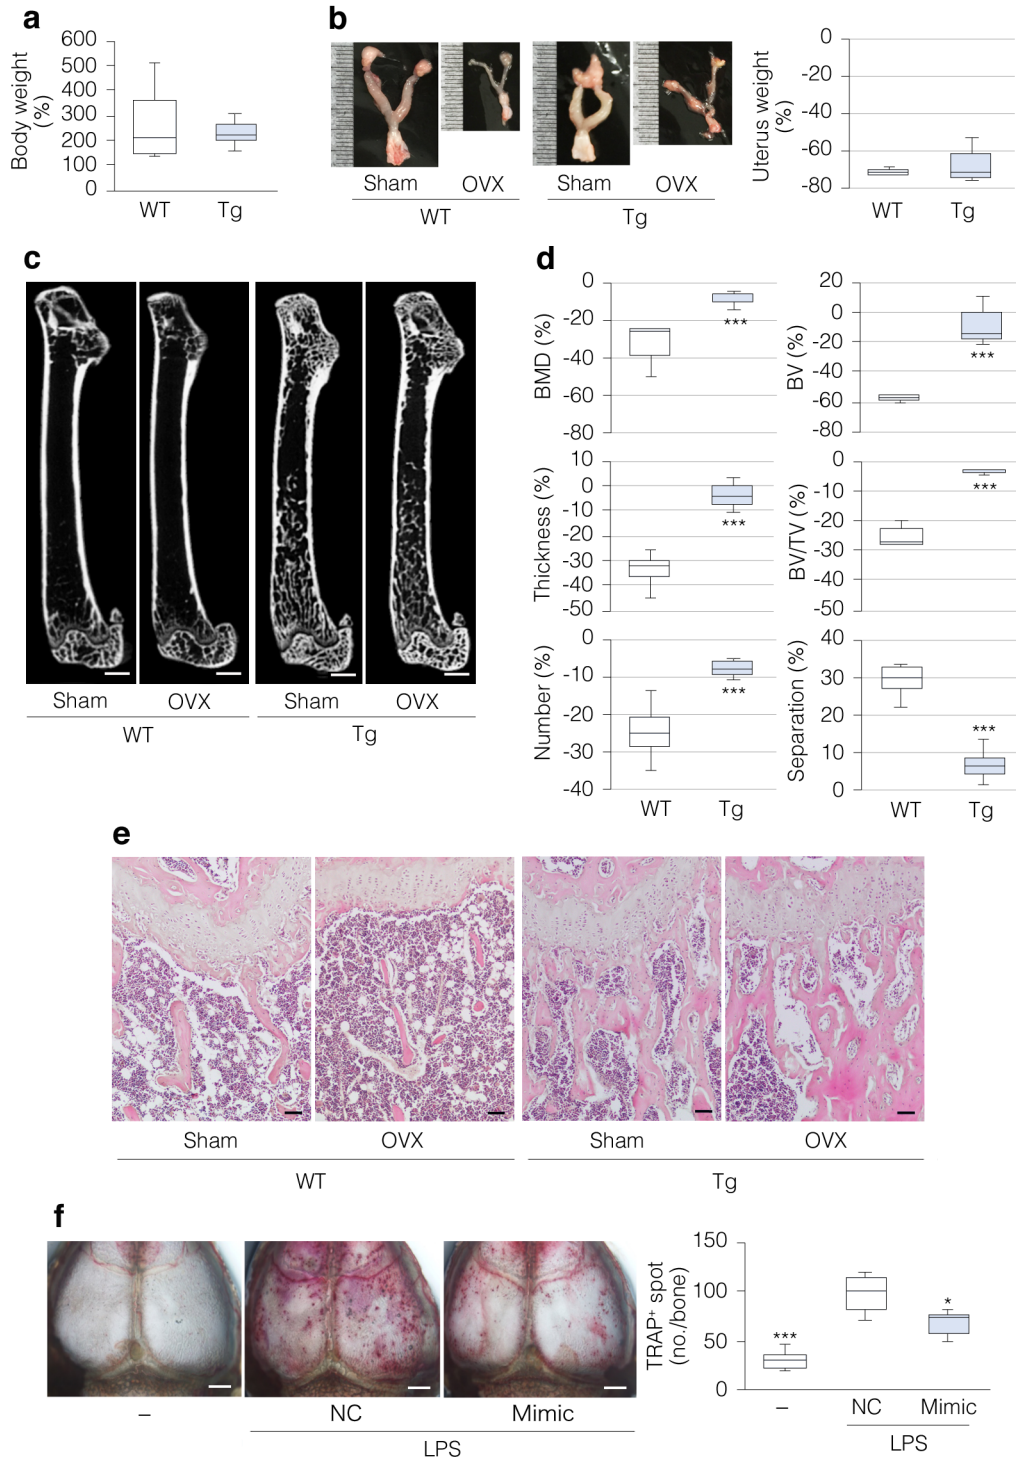 a
Body weight
(%)
600
500
400
300
200
100
0
WT
Tg
b
Sham
OVX
Sham
OVX
WT
Tg
Uterus weight
(%)
0
-20
-40
-60
-80
WT
Tg
c
Sham
OVX
Sham
OVX
WT
Tg
d
BMD (%)
0
-20
-40
-60
-80
***
BV (%)
20
0
-20
-40
-60
-80
***
Thickness (%)
10
0
-10
-20
-30
-40
-50
***
BV/TV (%)
0
-10
-20
-30
-40
-50
***
Number (%)
0
-10
-20
-30
-40
***
WT
Tg
Separation (%)
40
30
20
10
0
***
WT
Tg
e
Sham
OVX
Sham
OVX
WT
Tg
f
–
NC
Mimic
LPS
TRAP⁺ spot
(no./bone)
150
100
50
0
***
*
–
NC
Mimic
LPS